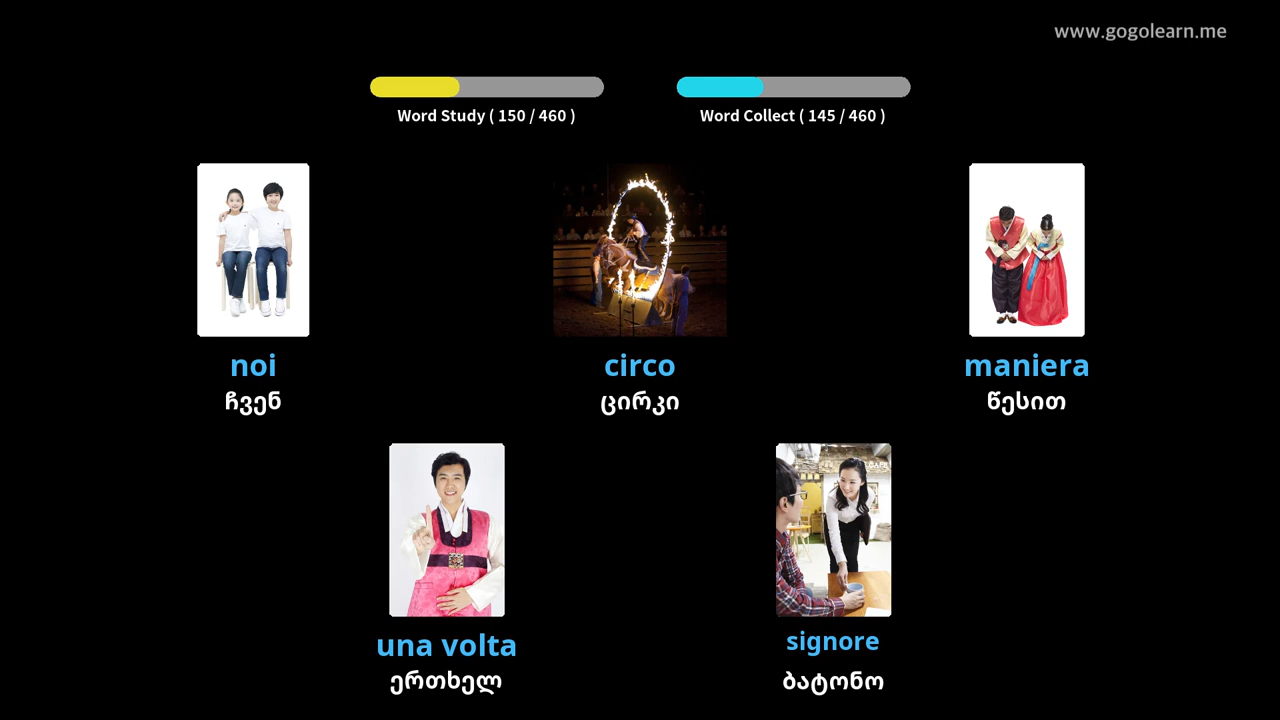 www.gogolearn.me
Word Study ( 150 / 460 )
Word Collect ( 145 / 460 )
noi
circo
maniera
ჩვენ
ცირკი
წესით
una volta
signore
ერთხელ
ბატონო